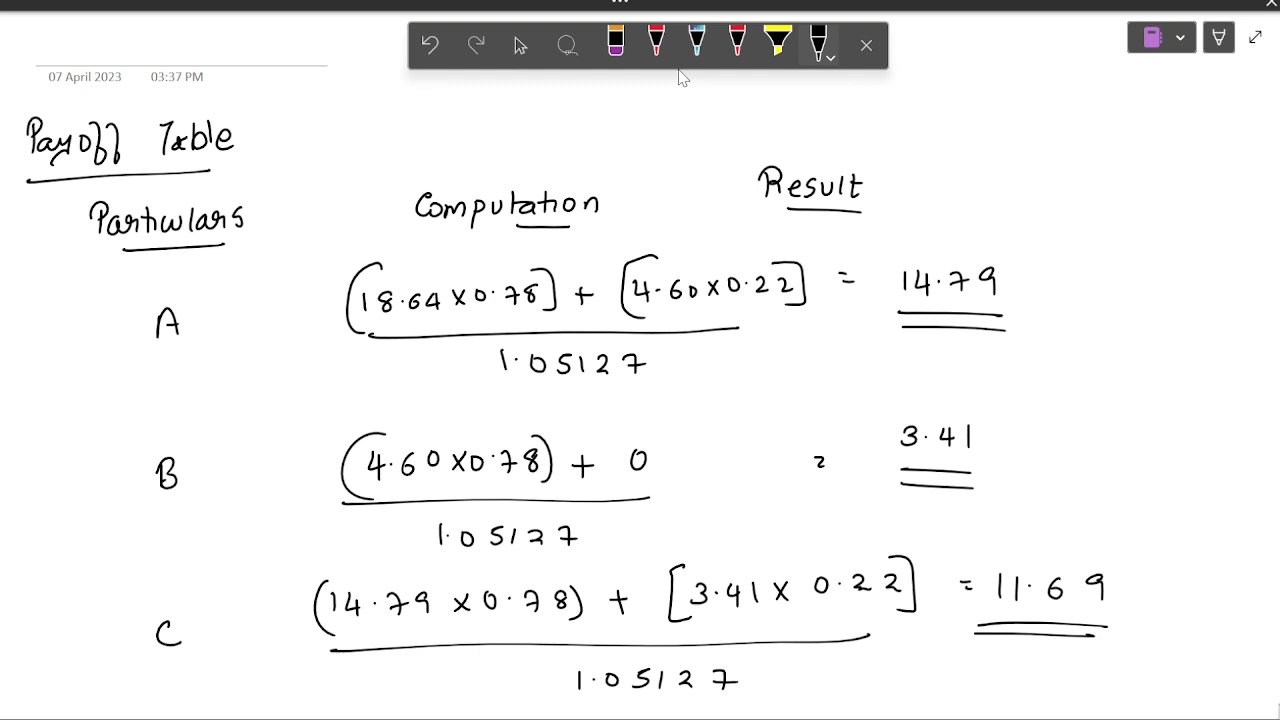 07 April 2023 03:37 PM
Payoff Table
Particulars Computation Result
A (18.64 x 0.78] + [4.60 x 0.22] = 14.79
1.05127
B (4.60 x 0.78) + 0 = 3.41
1.05127
C (14.79 x 0.78) + [3.41 x 0.22] = 11.69
1.05127